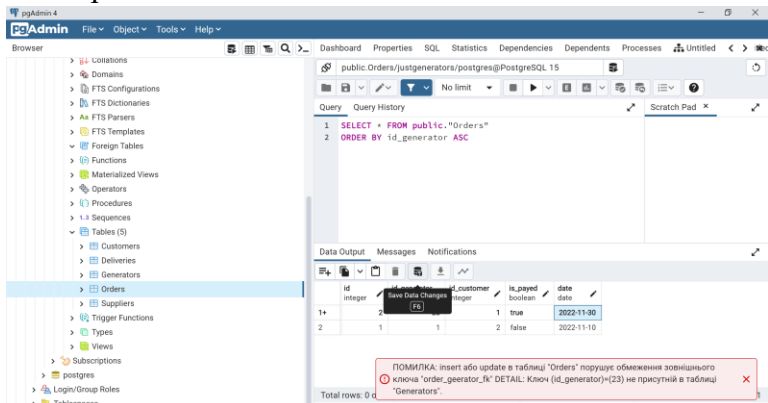 pgAdmin 4
pgAdmin File Object Tools Help
Browser
Dashboard Properties SQL Statistics Dependencies Dependents Processes Untitled
Collations
Domains
FTS Configurations
FTS Dictionaries
Aa FTS Parsers
FTS Templates
Foreign Tables
Functions
Materialized Views
Operators
Procedures
1..3 Sequences
Tables (5)
Customers
Deliveries
Generators
Orders
Suppliers
Trigger Functions
Types
Views
Subscriptions
postgres
Login/Group Roles
public.Orders/justgenerators/postgres@PostgreSQL 15
No limit
Query Query History
Scratch Pad
1 SELECT * FROM public."Orders"
2 ORDER BY id_generator ASC
Data Output Messages Notifications
id id_customer is_payed date
integer integer boolean date
Save Data Changes
F6
1+ 2 1 true 2022-11-30
2 1 1 2 false 2022-11-10
ПОМИЛКА: insert або update в таблиці "Orders" порушує обмеження зовнішнього
ключа "order_geerator_fk" DETAIL: Ключ (id_generator)=(23) не присутній в таблиці
"Generators".
Total rows: 0